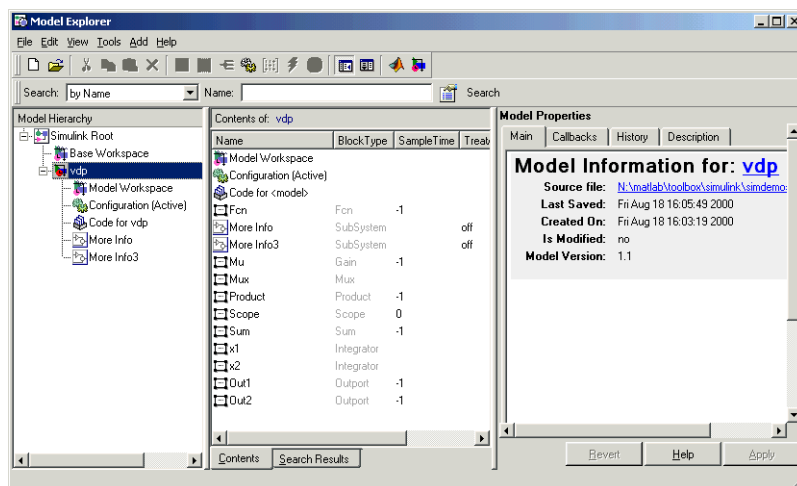 Model Explorer
File Edit View Tools Add Help
Search: by Name Name: Search
Model Hierarchy
Simulink Root
Base Workspace
vdp
Model Workspace
Configuration (Active)
Code for vdp
More Info
More Info3
Contents of: vdp
Name BlockType SampleTime Treat
Model Workspace
Configuration (Active)
Code for <model>
Fcn Fcn -1
More Info SubSystem off
More Info3 SubSystem off
Mu Gain -1
Mux Mux
Product Product -1
Scope Scope 0
Sum Sum -1
x1 Integrator
x2 Integrator
Out1 Outport -1
Out2 Outport -1
Contents Search Results
Model Properties
Main Callbacks History Description
Model Information for: vdp
Source file: N:\matlab\toolbox\simulink\simdemo
Last Saved: Fri Aug 18 16:05:49 2000
Created On: Fri Aug 18 16:03:19 2000
Is Modified: no
Model Version: 1.1
Revert Help Apply